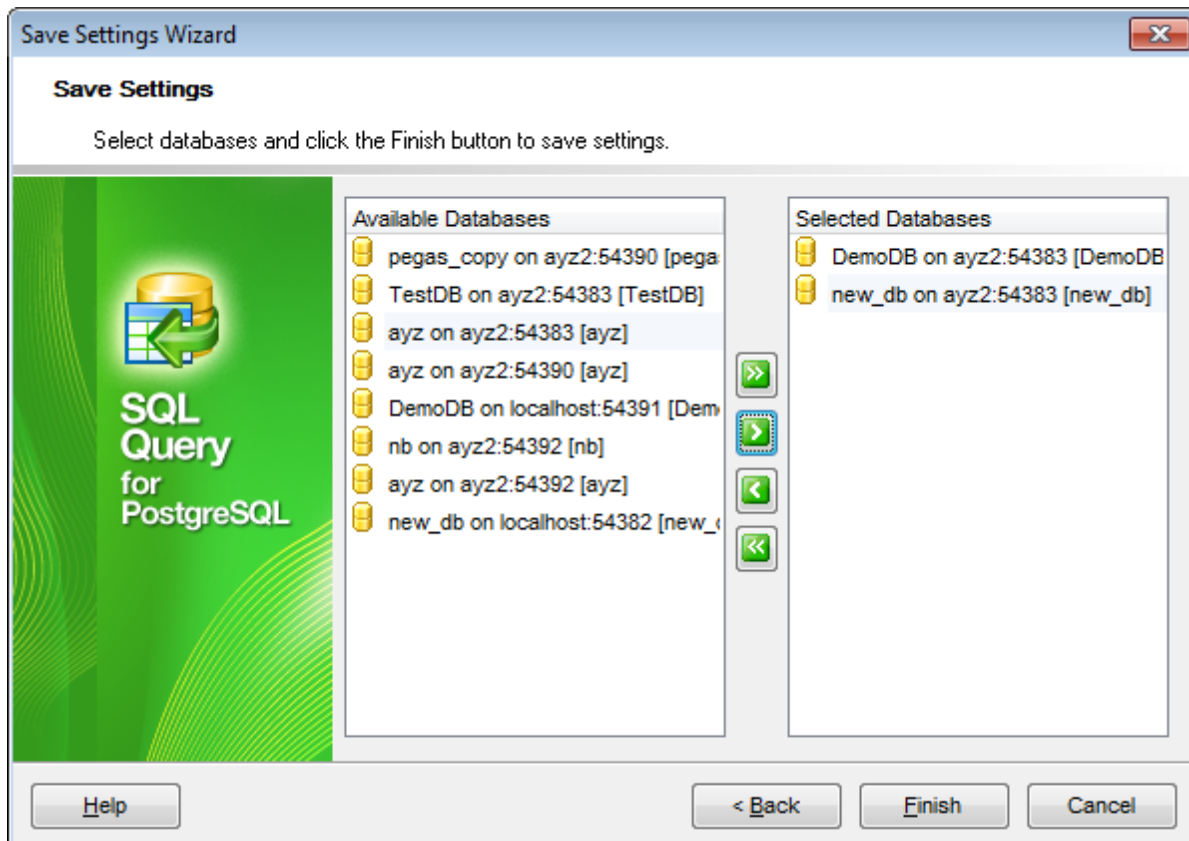 Save Settings Wizard
Save Settings
Select databases and click the Finish button to save settings.
SQL
Query
for
PostgreSQL
Available Databases
pegas_copy on ayz2:54390 [pega
TestDB on ayz2:54383 [TestDB]
ayz on ayz2:54383 [ayz]
ayz on ayz2:54390 [ayz]
DemoDB on localhost:54391 [Dem
nb on ayz2:54392 [nb]
ayz on ayz2:54392 [ayz]
new_db on localhost:54382 [new_
Selected Databases
DemoDB on ayz2:54383 [DemoDB
new_db on ayz2:54383 [new_db]
Help
< Back
Finish
Cancel